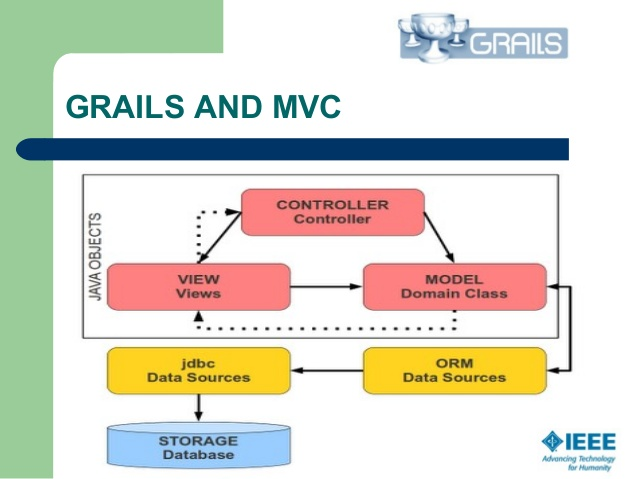 GRAILS
GRAILS AND MVC
JAVA OBJECTS
CONTROLLER
Controller
VIEW
Views
MODEL
Domain Class
jdbc
Data Sources
ORM
Data Sources
STORAGE
Database
IEEE
Advancing Technology
for Humanity